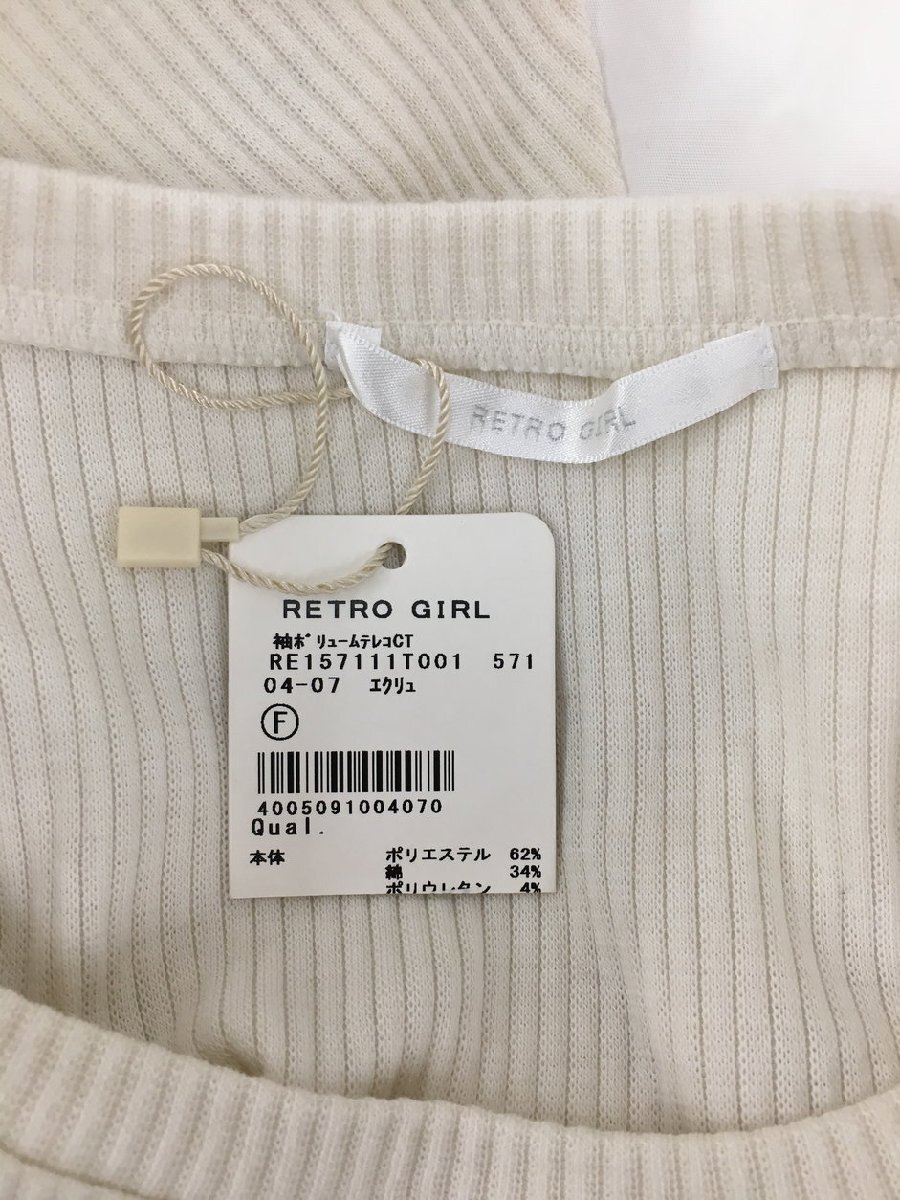 RETRO GIRL
RETRO GIRL
袖ﾎﾞﾘｭｰﾑﾃﾚｺCT
RE157111T001 571
04-07 ｴｸﾘｭ
F
4005091004070
Qual.
本体 ポリエステル 62%
綿 34%
ポリウレタン 4%